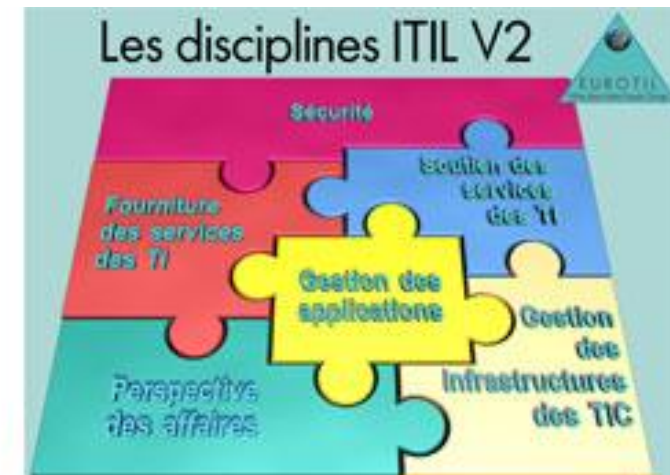 Les disciplines ITIL V2
EUROTIL
Sécurité
Soutien des
services
des TI
Fourniture
des services
des TI
Gestion des
applications
Gestion
des
Infrastructures
des TIC
Perspective
des affaires